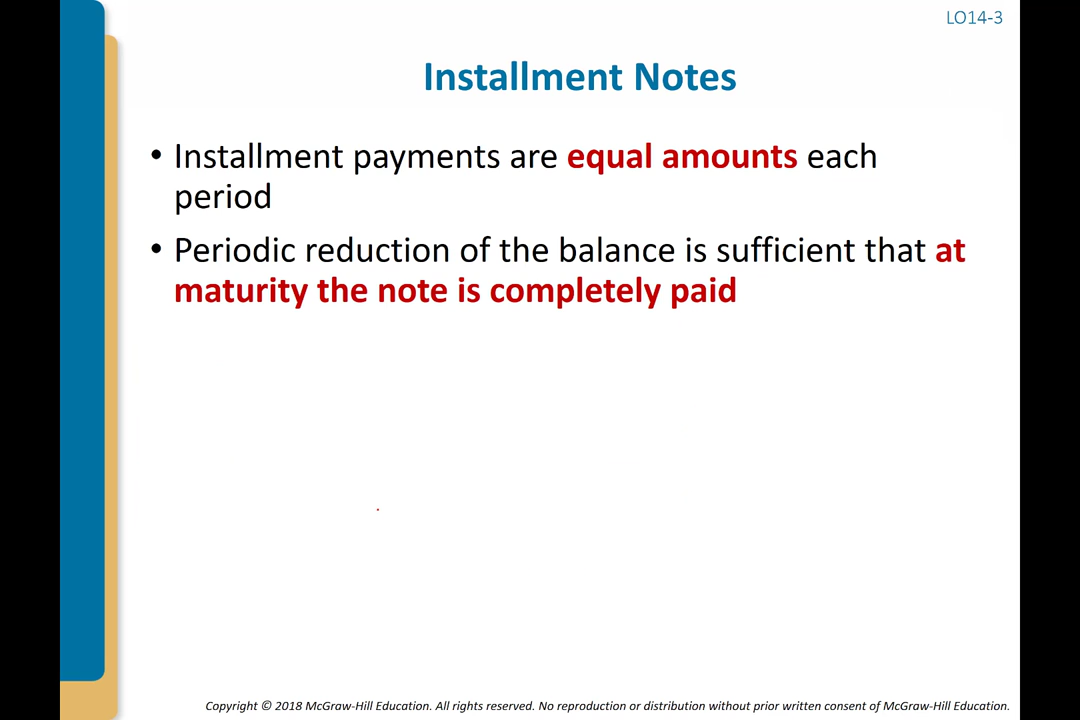 LO14-3
Installment Notes
• Installment payments are equal amounts each
period
• Periodic reduction of the balance is sufficient that at
maturity the note is completely paid
Copyright © 2018 McGraw-Hill Education. All rights reserved. No reproduction or distribution without prior written consent of McGraw-Hill Education.